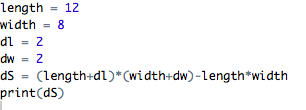 length = 12
width = 8
dl = 2
dw = 2
dS = (length+dl)*(width+dw)-length*width
print(dS)